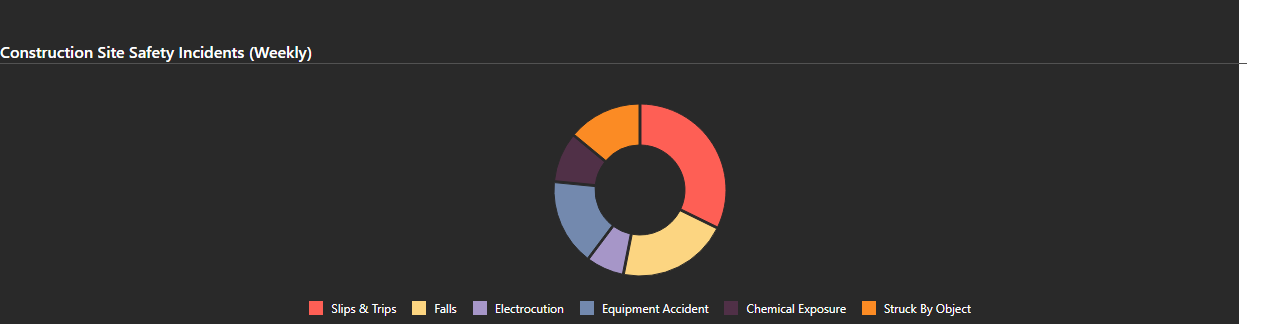 Construction Site Safety Incidents (Weekly)
Slips & Trips Falls Electrocution Equipment Accident Chemical Exposure Struck By Object